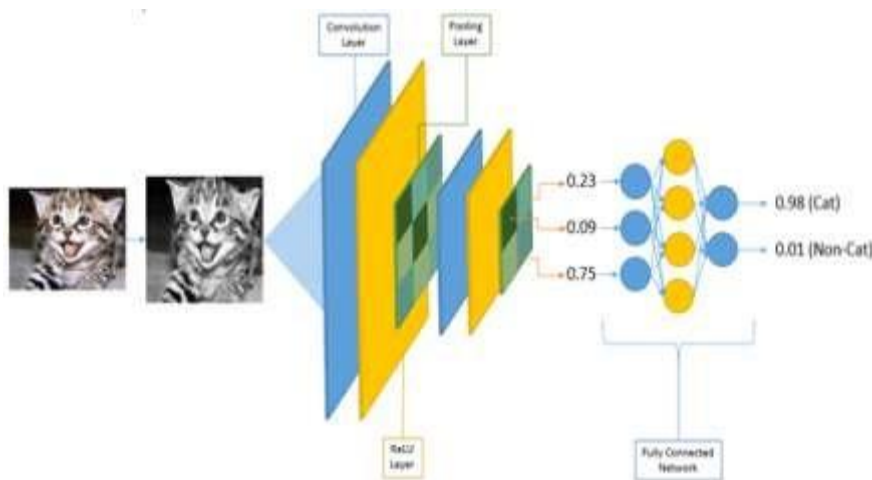 Convolution
Layer
Pooling
Layer
0.23
0.09
0.75
0.98 (Cat)
0.01 (Non-Cat)
ReLU
Layer
Fully Connected
Network